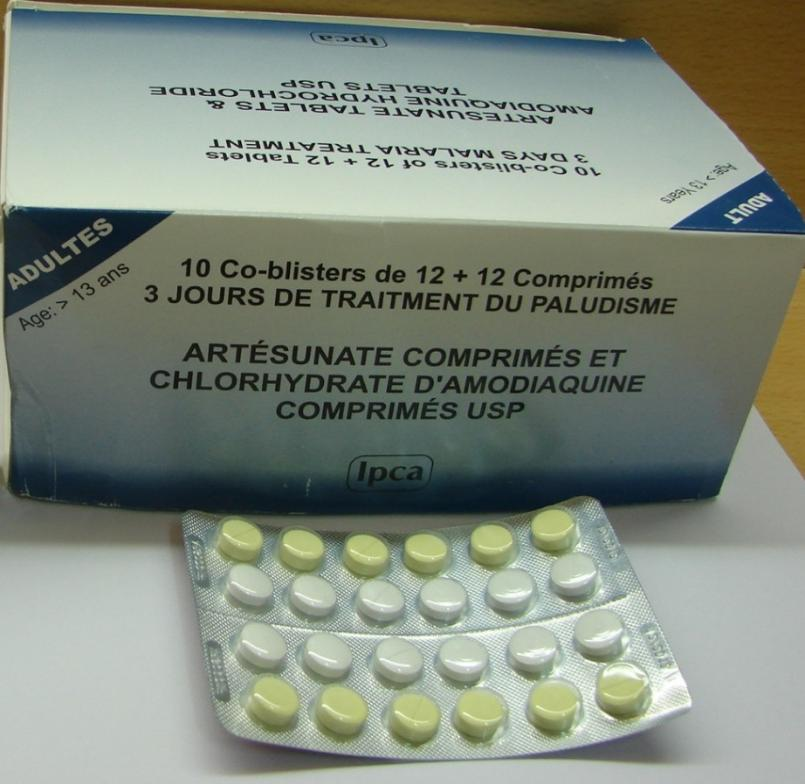 Ipca
ARTESUNATE TABLETS &
AMODIAQUINE HYDROCHLORIDE
TABLETS USP
10 Co-blisters of 12 + 12 Tablets
3 DAYS MALARIA TREATMENT
ADULT
Age: > 13 Years
ADULTES
Age: > 13 ans
10 Co-blisters de 12 + 12 Comprimés
3 JOURS DE TRAITMENT DU PALUDISME
ARTÉSUNATE COMPRIMÉS ET
CHLORHYDRATE D'AMODIAQUINE
COMPRIMÉS USP
Ipca